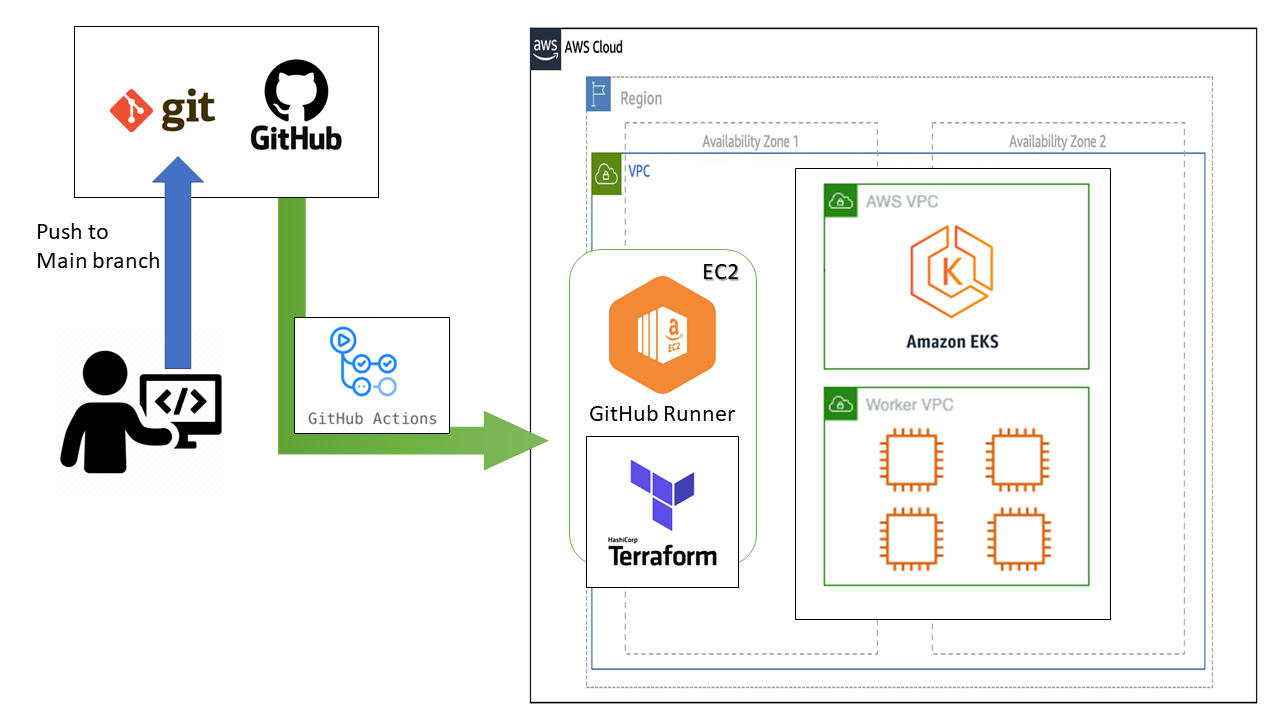 git
GitHub
Push to
Main branch
</>
GitHub Actions
aws
AWS Cloud
Region
Availability Zone 1
Availability Zone 2
VPC
EC2
a
EC2
GitHub Runner
HashiCorp
Terraform
AWS VPC
K
Amazon EKS
Worker VPC